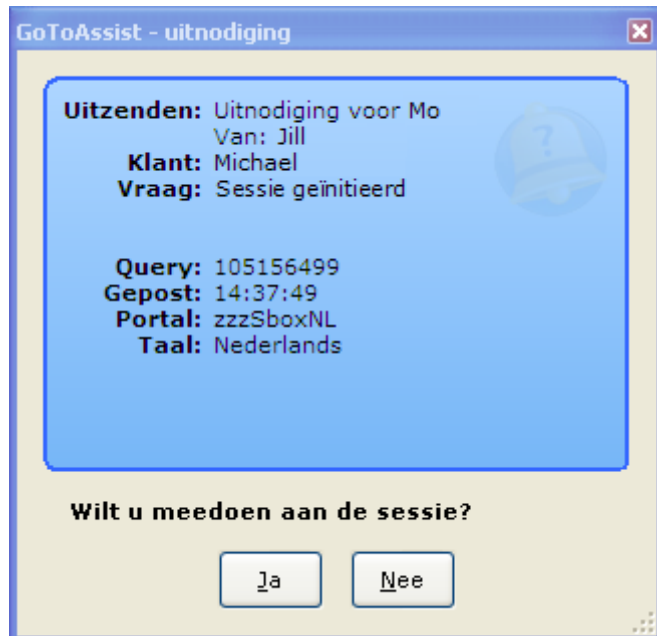 GoToAssist - uitnodiging
Uitzenden: Uitnodiging voor Mo
Van: Jill
Klant: Michael
Vraag: Sessie geïnitieerd
Query: 105156499
Gepost: 14:37:49
Portal: zzzSboxNL
Taal: Nederlands
Wilt u meedoen aan de sessie?
Ja Nee